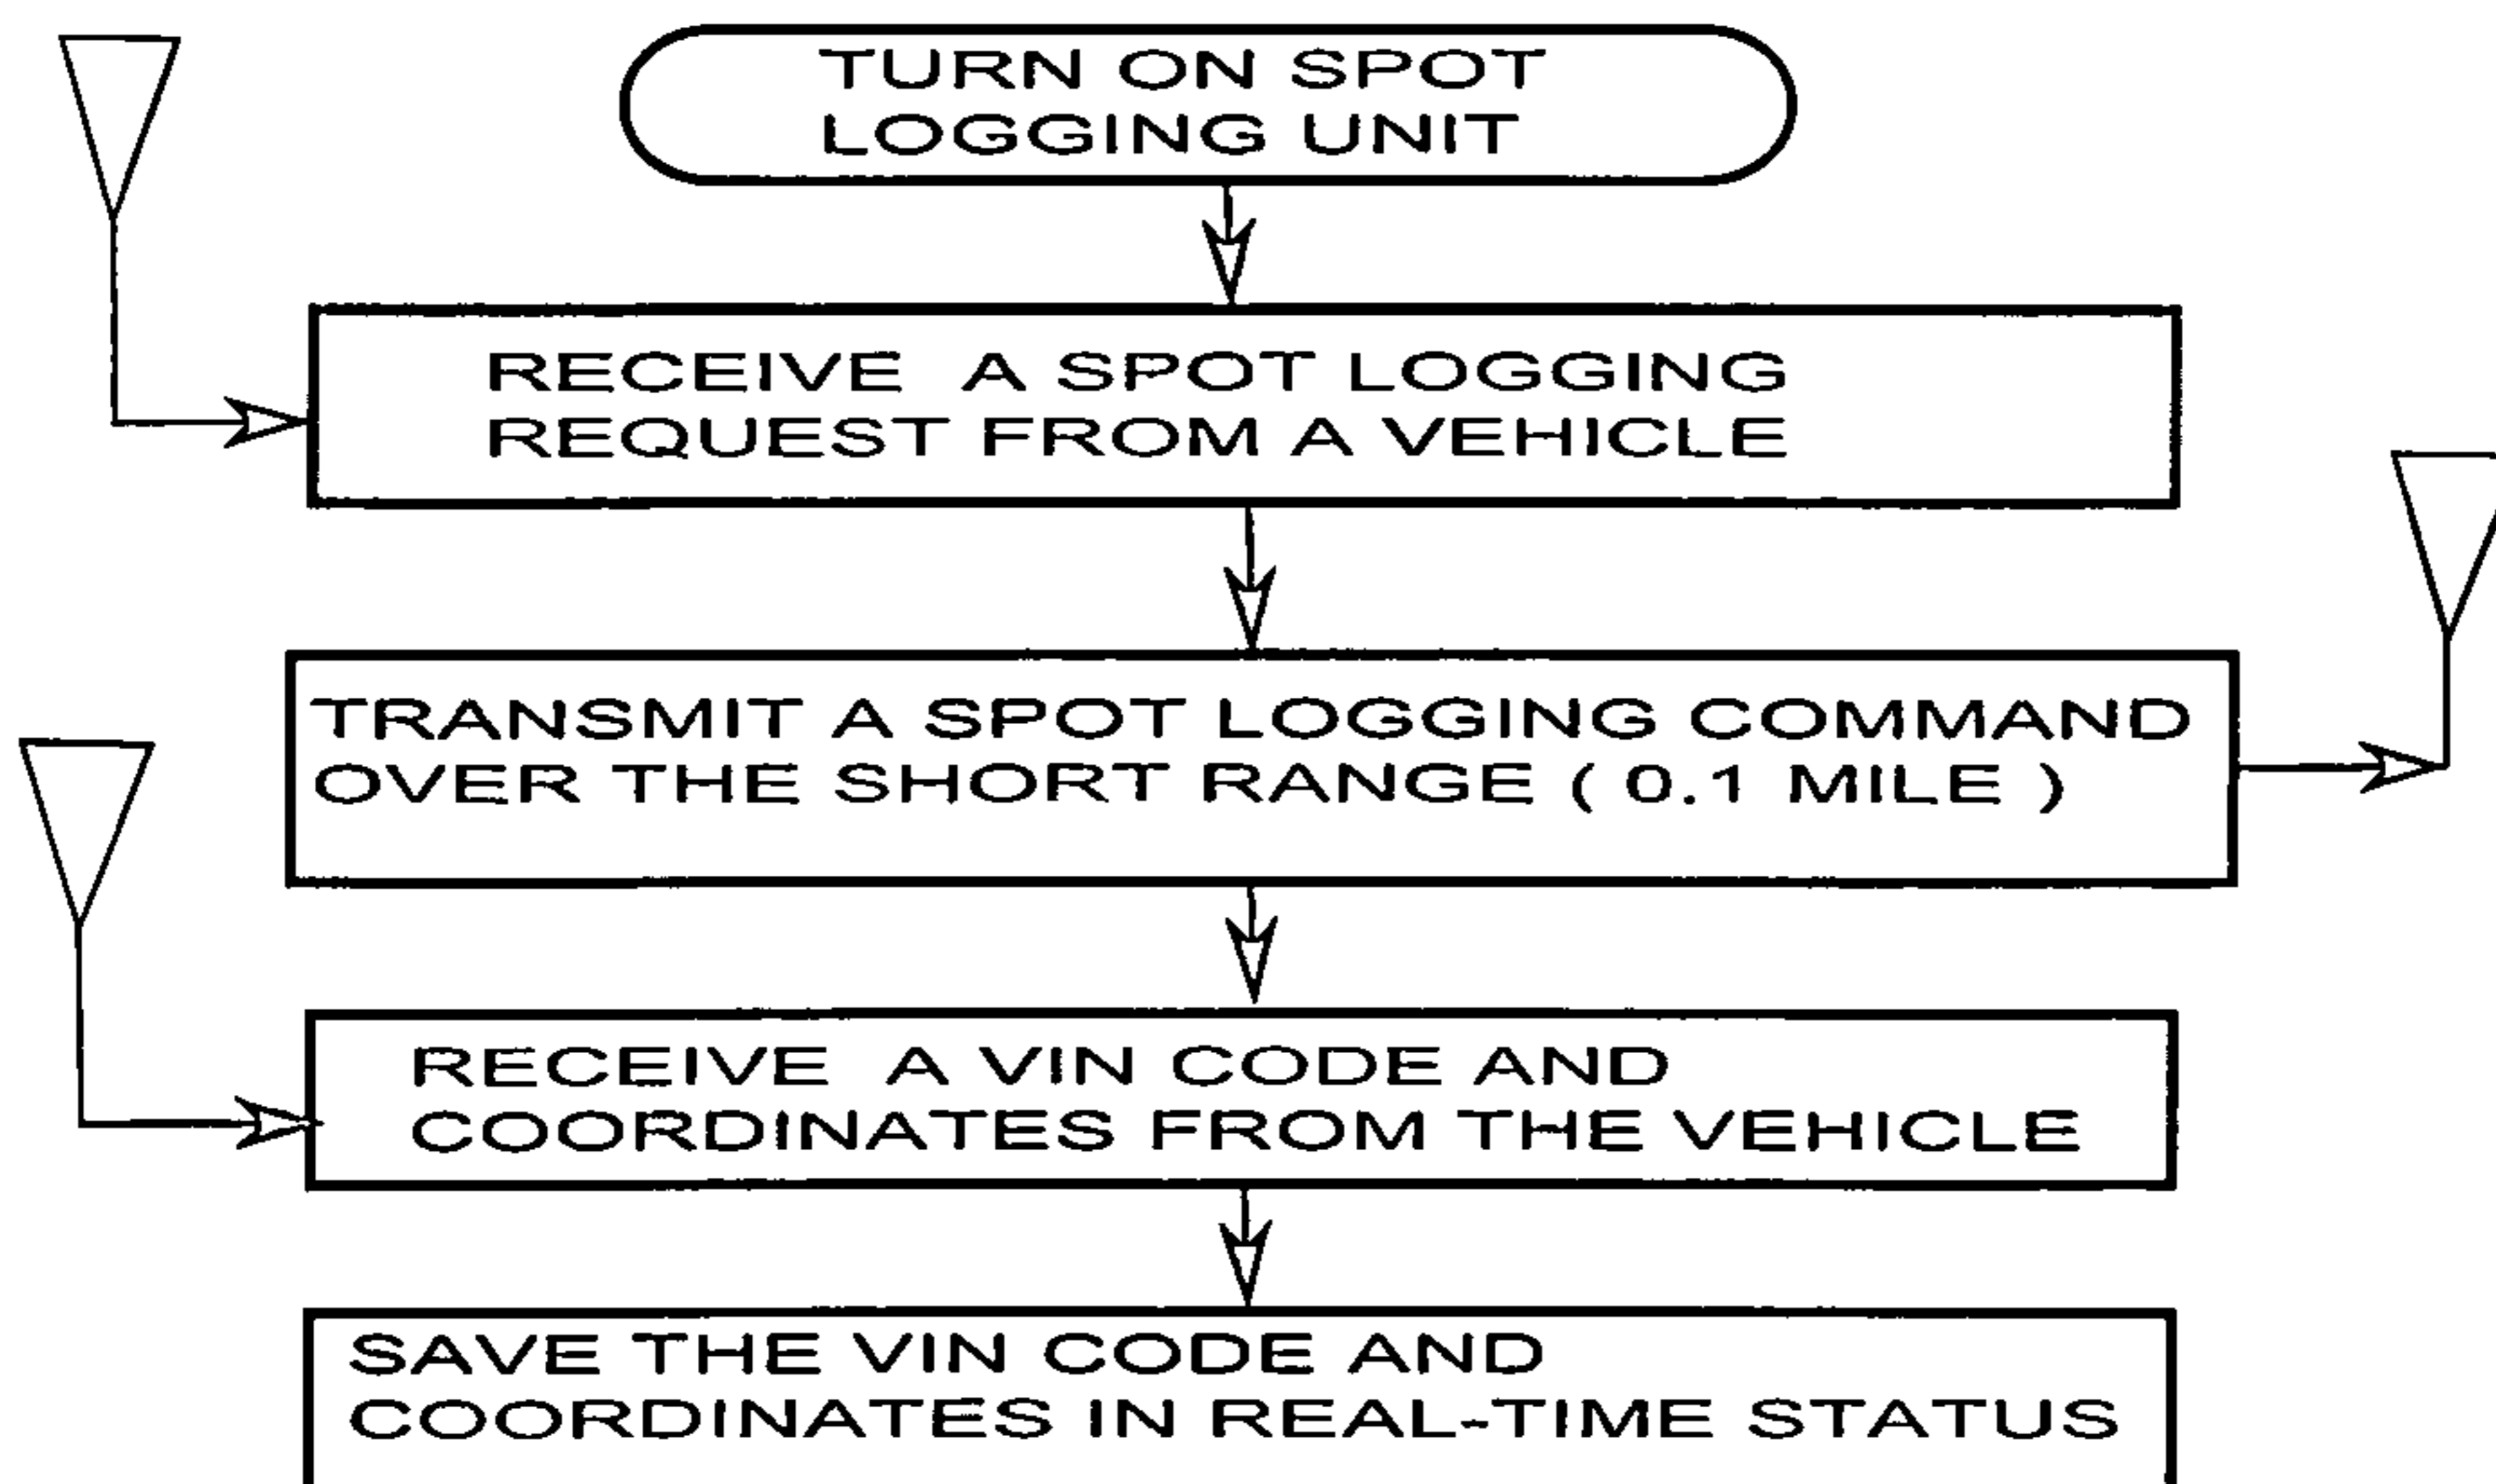 TURN ON SPOT
LOGGING UNIT
RECEIVE A SPOT LOGGING
REQUEST FROM A VEHICLE
TRANSMIT A SPOT LOGGING COMMAND
OVER THE SHORT RANGE ( 0.1 MILE )
RECEIVE A VIN CODE AND
COORDINATES FROM THE VEHICLE
SAVE THE VIN CODE AND
COORDINATES IN REAL-TIME STATUS